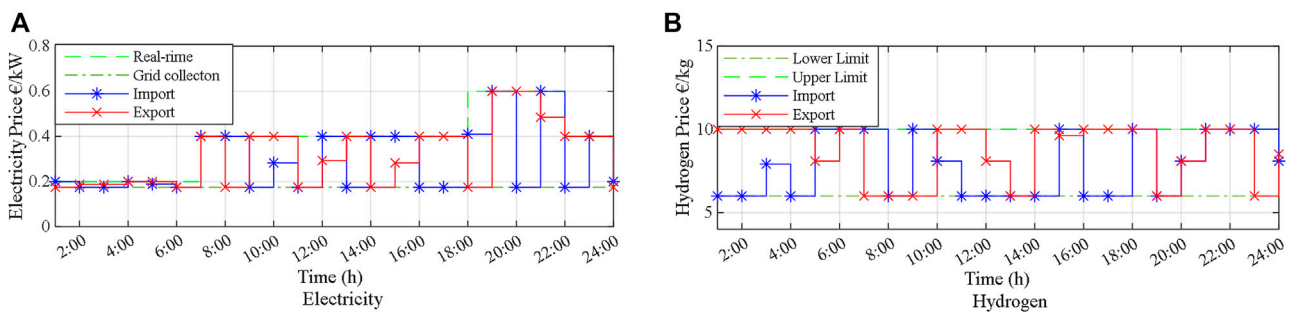 A
Electricity Price €/kW
0.8
0.6
0.4
0.2
0
Real-rime
Grid collecton
Import
Export
2:00 4:00 6:00 8:00 10:00 12:00 14:00 16:00 18:00 20:00 22:00 24:00
Time (h)
Electricity
B
Hydrogen Price €/kg
15
10
5
Lower Limit
Upper Limit
Import
Export
2:00 4:00 6:00 8:00 10:00 12:00 14:00 16:00 18:00 20:00 22:00 24:00
Time (h)
Hydrogen